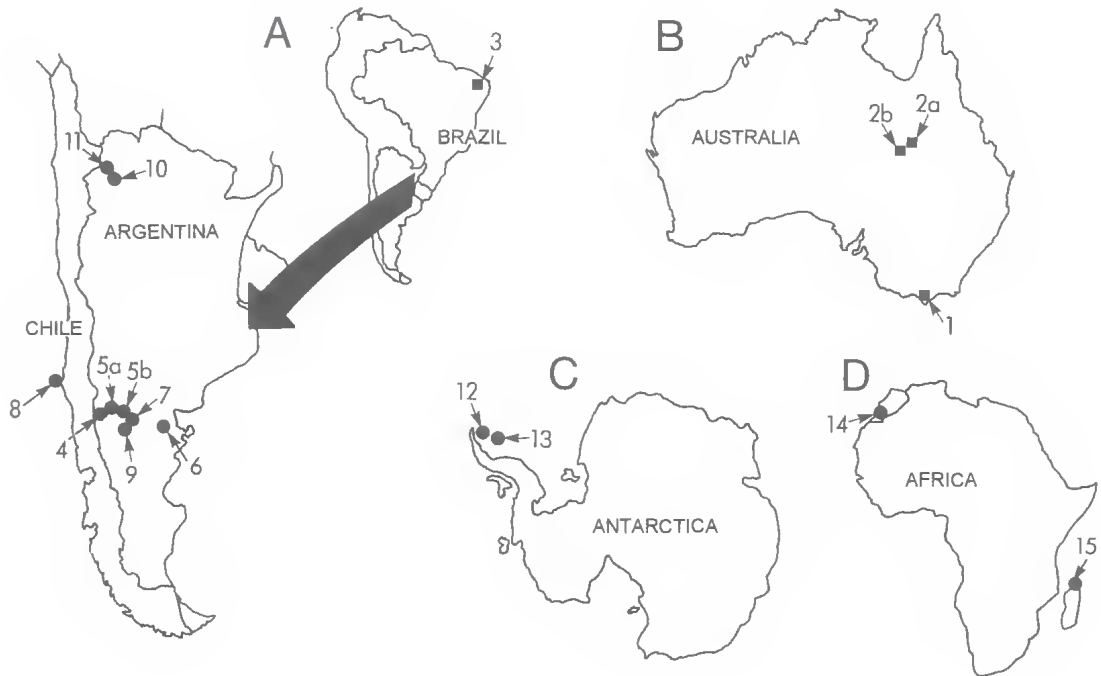 A
3
BRAZIL
11
10
ARGENTINA
CHILE
5a
5b
7
8
4
9
6
B
AUSTRALIA
2b
2a
1
C
12
13
ANTARCTICA
D
14
AFRICA
15